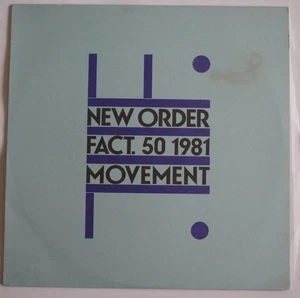 NEW ORDER
FACT. 50 1981
MOVEMENT